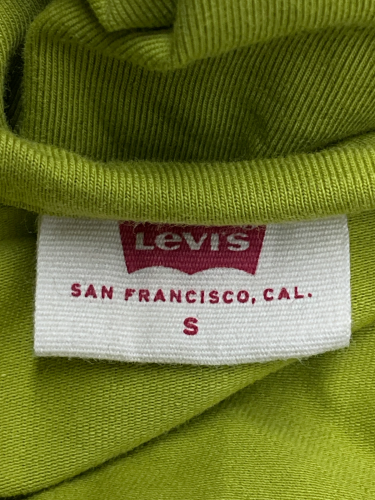 Levi's
SAN FRANCISCO, CAL.
S